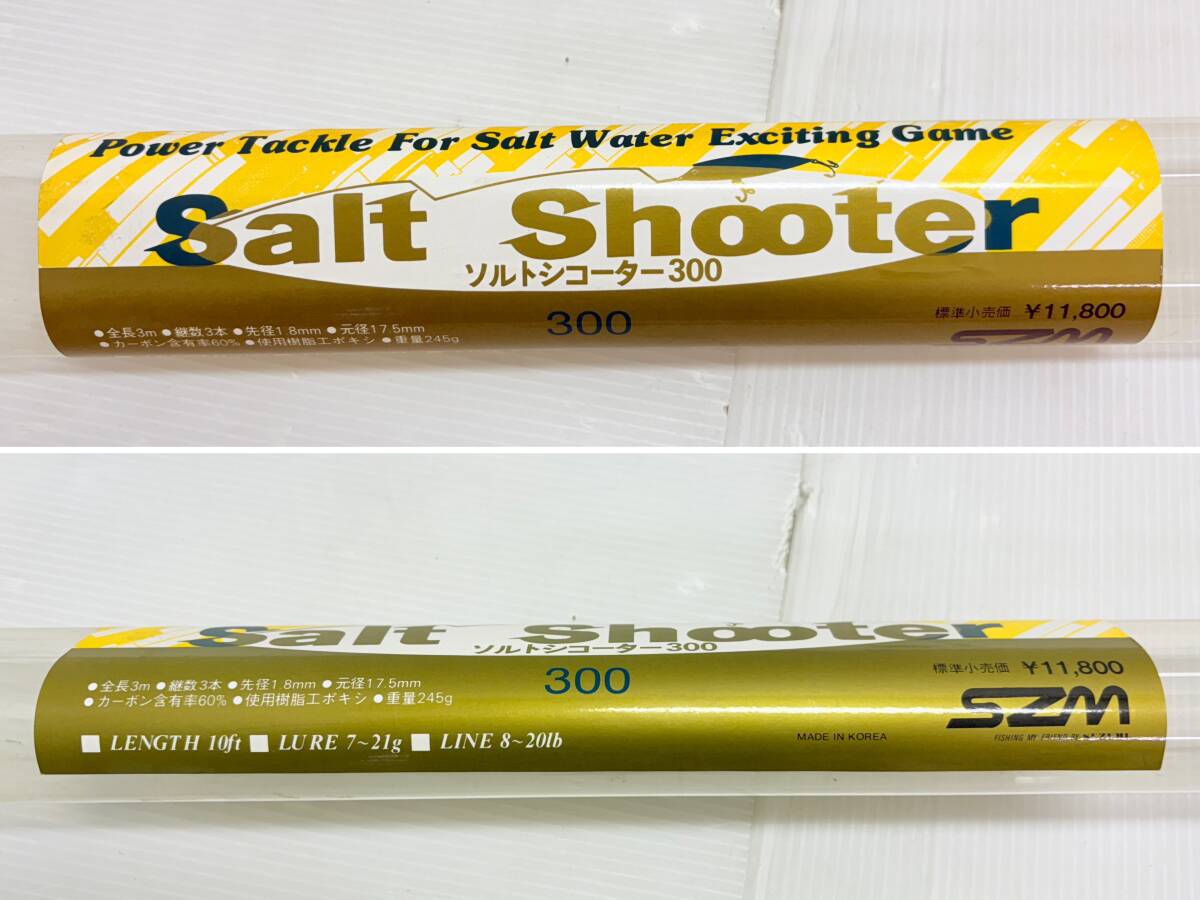 Power Tackle For Salt Water Exciting Game
Salt Shooter
ソルトシューター300
300
標準小売価 ¥11,800
●全長3m ●継数3本 ●先径1.8mm ●元径17.5mm
●カーボン含有率60% ●使用樹脂エポキシ ●重量245g
SZM
Salt Shooter
ソルトシューター300
300
標準小売価 ¥11,800
●全長3m ●継数3本 ●先径1.8mm ●元径17.5mm
●カーボン含有率60% ●使用樹脂エポキシ ●重量245g
SZM
FISHING MY FRIEND BY
■ LENGTH 10ft ■ LURE 7~21g ■ LINE 8~20lb
MADE IN KOREA